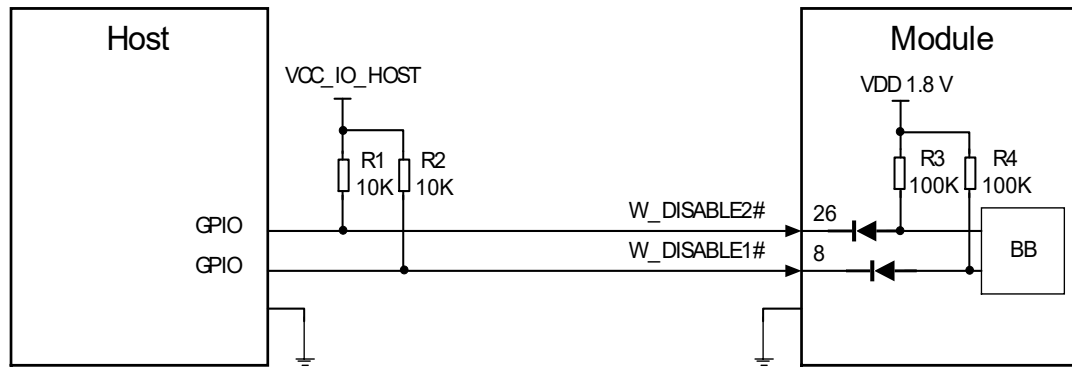 Host
Module
VCC_IO_HOST
VDD 1.8 V
R1
10K
R2
10K
R3
100K
R4
100K
GPIO
W_DISABLE2#
26
GPIO
W_DISABLE1#
8
BB